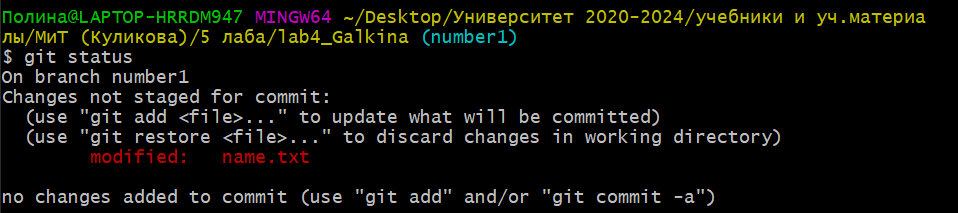 Полина@LAPTOP-HRRDM947 MINGW64 ~/Desktop/Университет 2020-2024/учебники и уч.материа
лы/МиТ (Куликова)/5 лаба/lab4_Galkina (number1)
$ git status
On branch number1
Changes not staged for commit:
  (use "git add <file>..." to update what will be committed)
  (use "git restore <file>..." to discard changes in working directory)
        modified:   name.txt

no changes added to commit (use "git add" and/or "git commit -a")